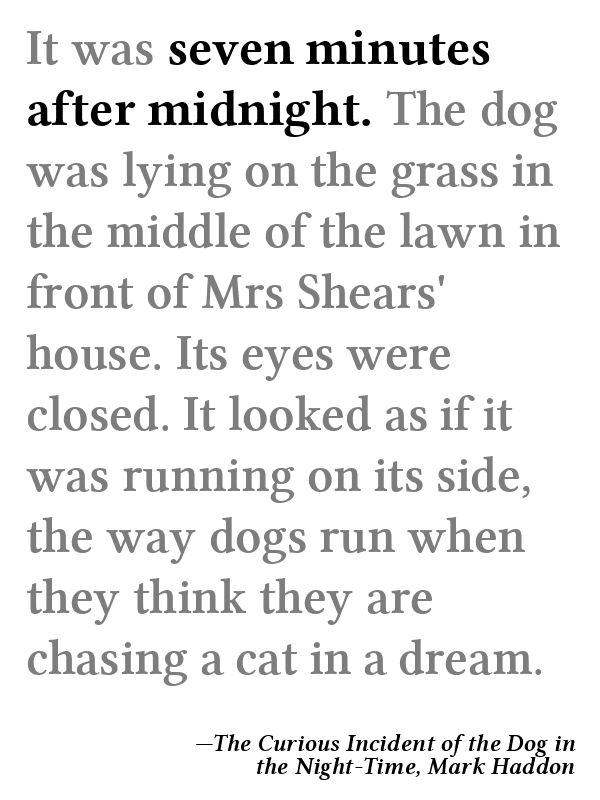 It was seven minutes
after midnight. The dog
was lying on the grass in
the middle of the lawn in
front of Mrs Shears'
house. Its eyes were
closed. It looked as if it
was running on its side,
the way dogs run when
they think they are
chasing a cat in a dream.
—The Curious Incident of the Dog in
the Night-Time, Mark Haddon